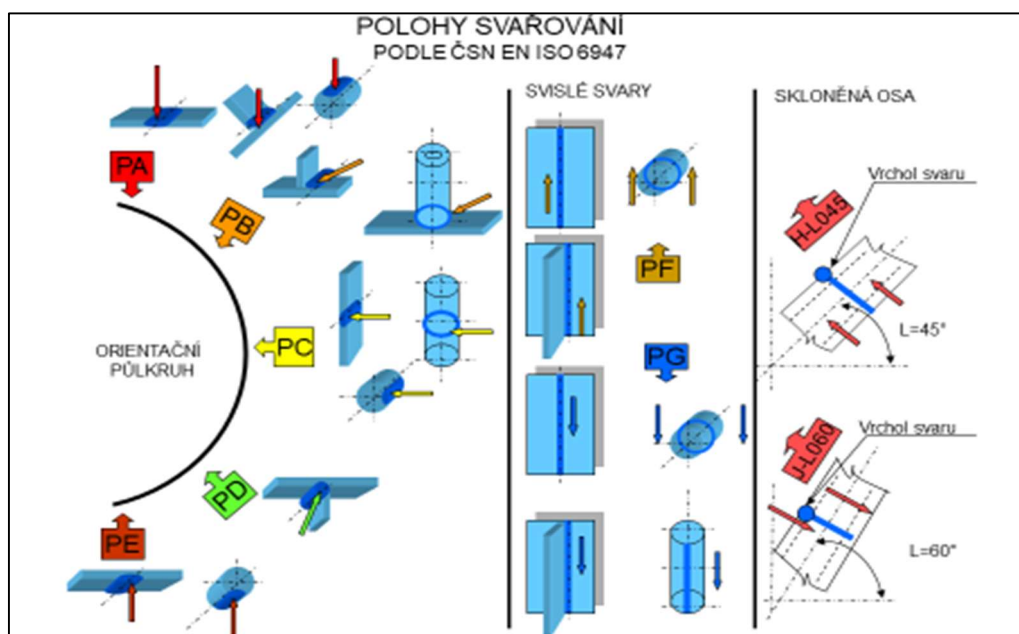 POLOHY SVAŘOVÁNÍ
PODLE ČSN EN ISO 6947
PA
PB
PC
ORIENTAČNÍ
PŮLKRUH
PD
PE
SVISLÉ SVARY
PF
PG
SKLONĚNÁ OSA
Vrchol svaru
H-L045
L=45°
Vrchol svaru
J-L060
L=60°